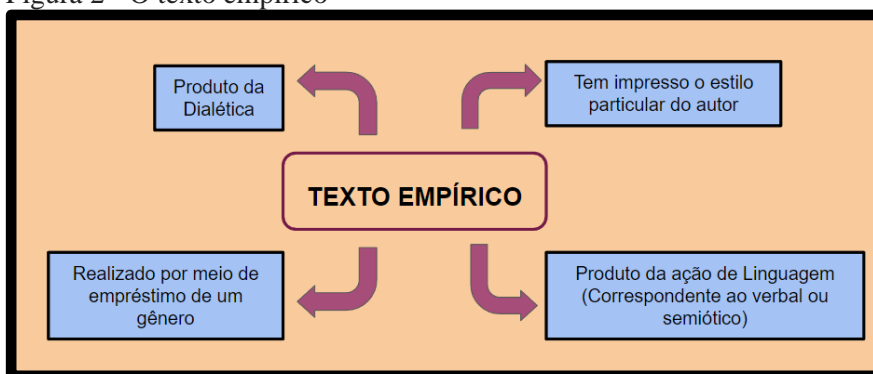 Figura 2 - O texto empírico
Produto da
Dialética
Tem impresso o estilo
particular do autor
TEXTO EMPÍRICO
Realizado por meio de
empréstimo de um
gênero
Produto da ação de Linguagem
(Correspondente ao verbal ou
semiótico)